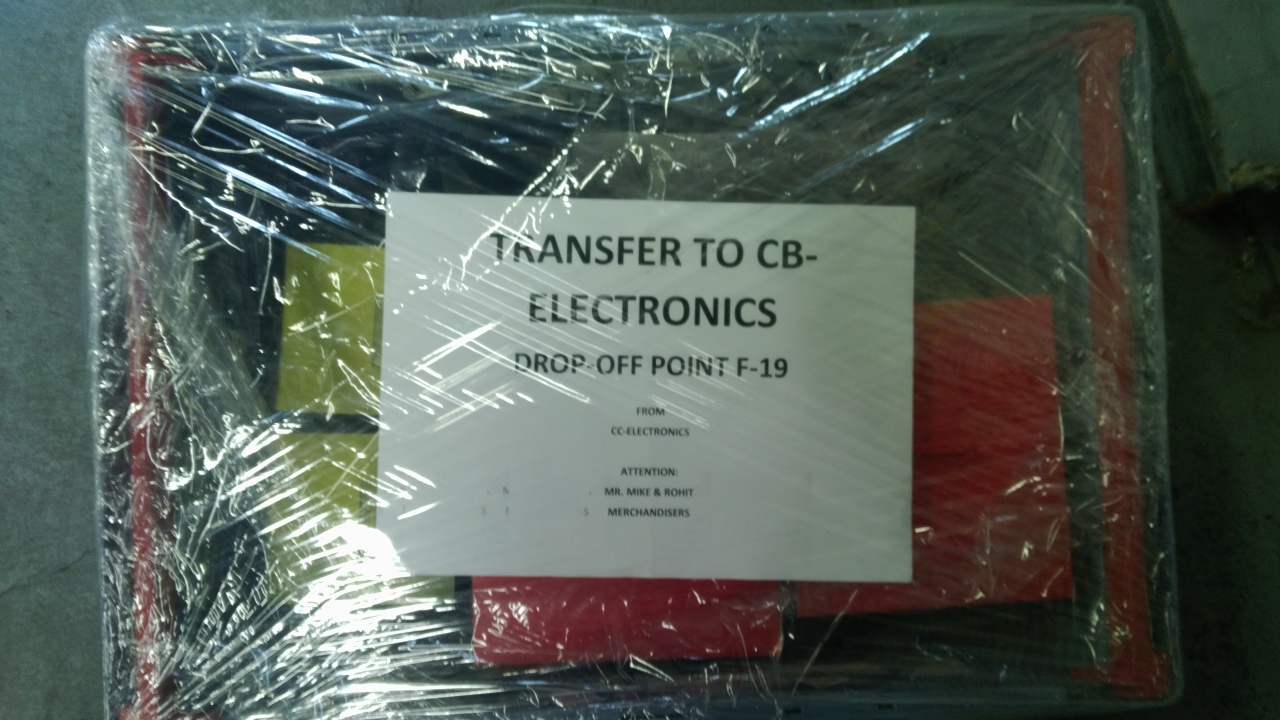 TRANSFER TO CB-
ELECTRONICS
DROP-OFF POINT F-19
FROM
CC-ELECTRONICS
ATTENTION:
MR. MIKE & ROHIT
MERCHANDISERS